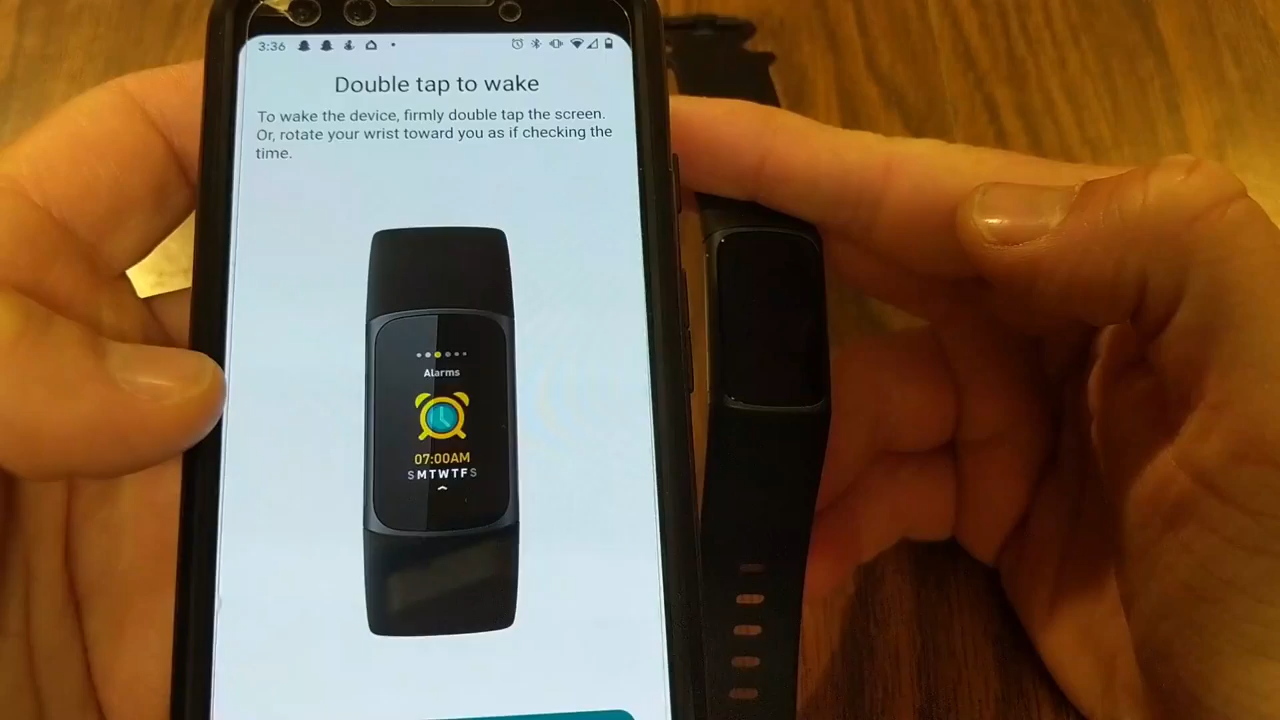 3:36
Double tap to wake
To wake the device, firmly double tap the screen.
Or, rotate your wrist toward you as if checking the
time.
Alarms
07:00AM
SMTWTFS